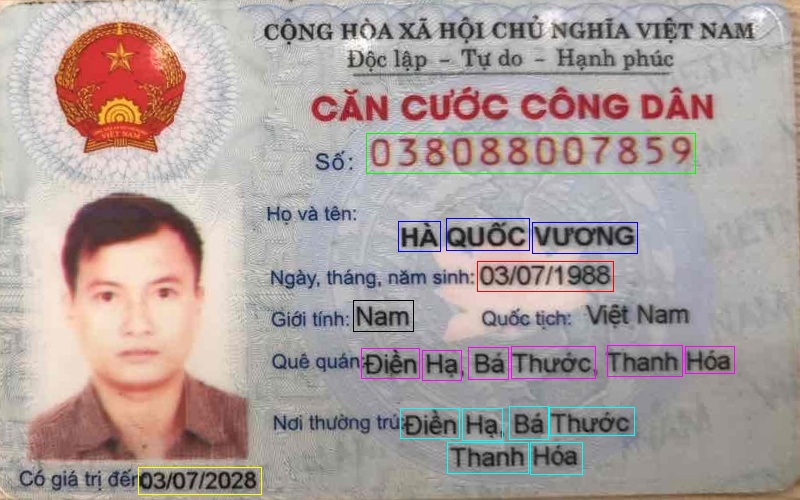 CỘNG HÒA XÃ HỘI CHỦ NGHĨA VIỆT NAM
Độc lập - Tự do - Hạnh phúc
CĂN CƯỚC CÔNG DÂN
Số: 038088007859
Họ và tên:
HÀ QUỐC VƯƠNG
Ngày, tháng, năm sinh: 03/07/1988
Giới tính: Nam Quốc tịch: Việt Nam
Quê quán: Điền Hạ, Bá Thước, Thanh Hóa
Nơi thường trú: Điền Hạ, Bá Thước
Thanh Hóa
Có giá trị đến 03/07/2028
VIỆT NAM